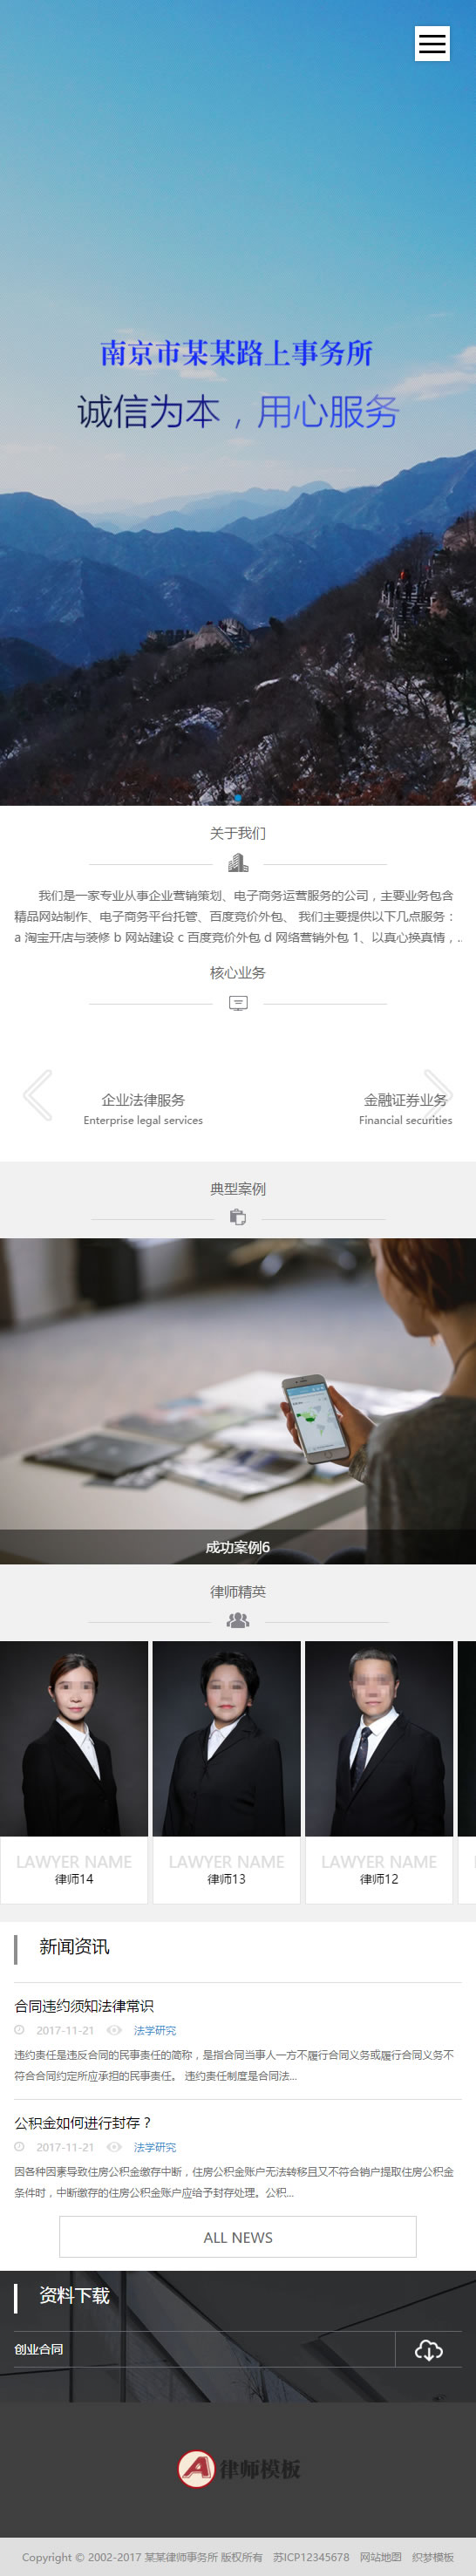 南京市某某路上事务所
诚信为本，用心服务
关于我们
我们是一家专业从事企业营销策划、电子商务运营服务的公司，主要业务包含
精品网站制作、电子商务平台托管、百度竞价外包、 我们主要提供以下几点服务：
a 淘宝开店与装修 b 网站建设 c 百度竞价外包 d 网络营销外包 1、以真心换真情，..
核心业务
企业法律服务
Enterprise legal services
金融证券业务
Financial securities
典型案例
成功案例6
律师精英
LAWYER NAME
律师14
LAWYER NAME
律师13
LAWYER NAME
律师12
新闻资讯
合同违约须知法律常识
2017-11-21 法学研究
违约责任是违反合同的民事责任的简称，是指合同当事人一方不履行合同义务或履行合同义务不
符合合同约定所应承担的民事责任。 违约责任制度是合同法...
公积金如何进行封存？
2017-11-21 法学研究
因各种因素导致住房公积金缴存中断，住房公积金账户无法转移且又不符合销户提取住房公积金
条件时，中断缴存的住房公积金账户应给予封存处理。公积...
ALL NEWS
资料下载
创业合同
律师模板
Copyright © 2002-2017 某某律师事务所 版权所有 苏ICP12345678 网站地图 织梦模板